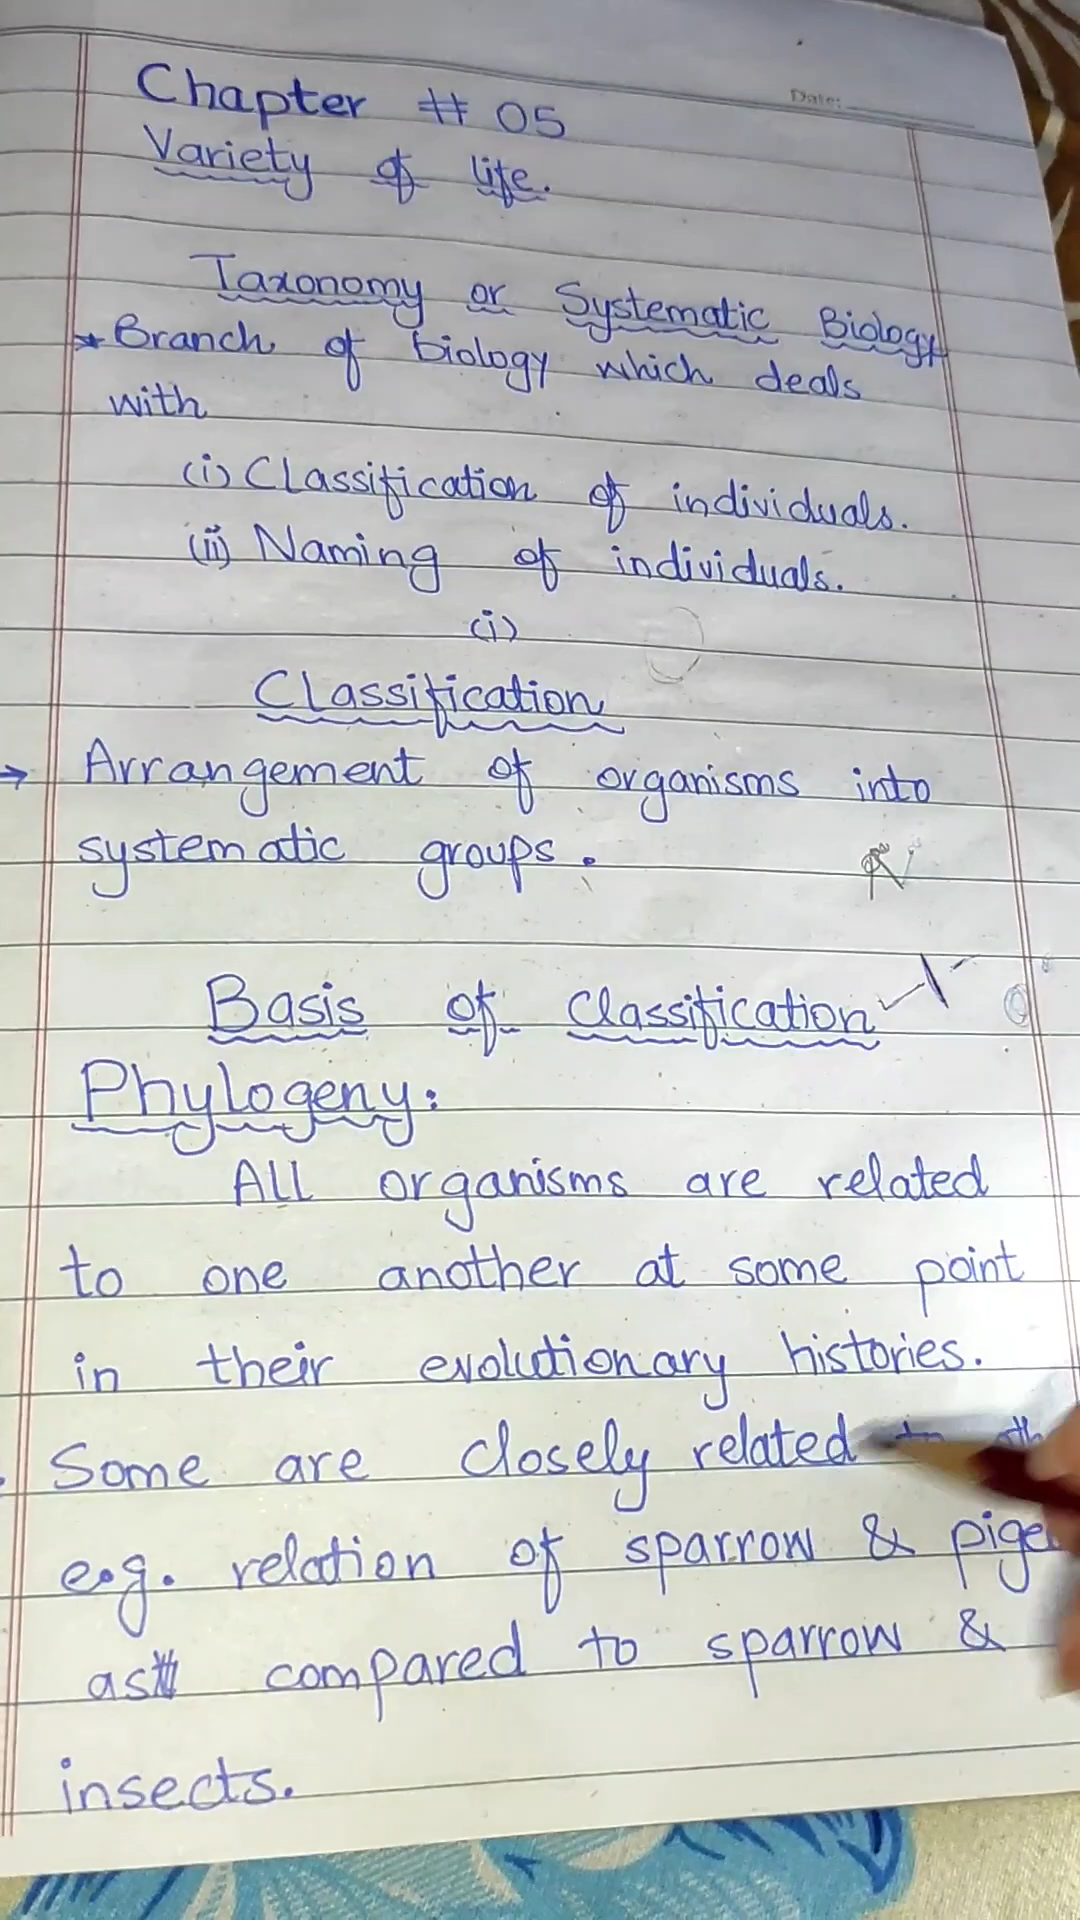 Date:
Chapter # 05
Variety of life.
Taxonomy or Systematic Biology
* Branch of biology which deals
with
(i) Classification of individuals.
(ii) Naming of individuals.
(i)
Classification
→ Arrangement of organisms into
systematic groups.
Basis of Classification
Phylogeny:
All organisms are related
to one another at some point
in their evolutionary histories.
Some are closely related
e.g. relation of sparrow &
as compared to sparrow &
insects.